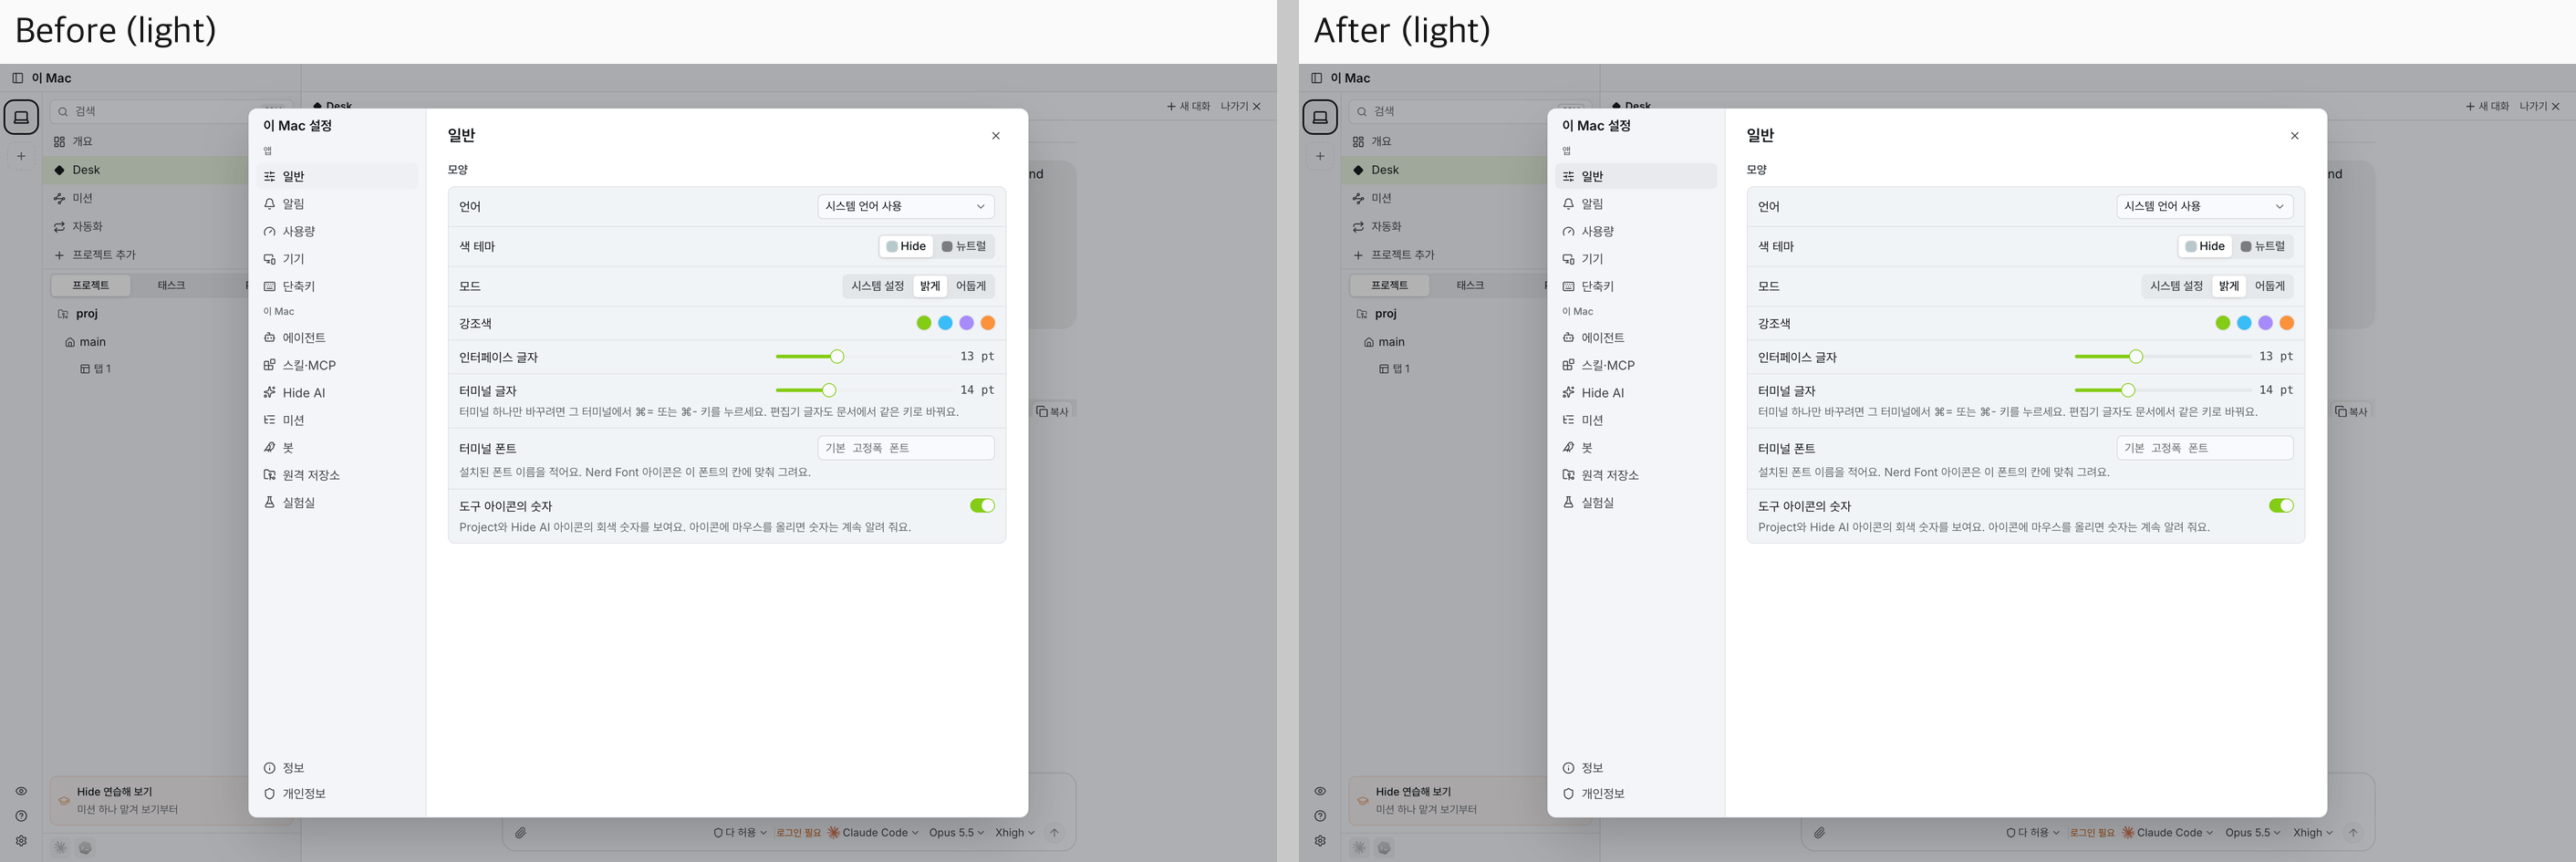 Before (light)
이 Mac
검색
개요
Desk
미션
자동화
프로젝트 추가
프로젝트 태스크
proj
main
탭 1
Hide 연습해 보기
미션 하나 맡겨 보기부터
Desk
새 대화 나가기
nd
복사
다 허용 로그인 필요 Claude Code Opus 5.5 Xhigh
이 Mac 설정
앱
일반
알림
사용량
기기
단축키
이 Mac
에이전트
스킬·MCP
Hide AI
미션
봇
원격 저장소
실험실
정보
개인정보
일반
모양
언어 시스템 언어 사용
색 테마 Hide 뉴트럴
모드 시스템 설정 밝게 어둡게
강조색
인터페이스 글자 13 pt
터미널 글자 14 pt
터미널 하나만 바꾸려면 그 터미널에서 ⌘= 또는 ⌘- 키를 누르세요. 편집기 글자도 문서에서 같은 키로 바꿔요.
터미널 폰트 기본 고정폭 폰트
설치된 폰트 이름을 적어요. Nerd Font 아이콘은 이 폰트의 칸에 맞춰 그려요.
도구 아이콘의 숫자
Project와 Hide AI 아이콘의 회색 숫자를 보여요. 아이콘에 마우스를 올리면 숫자는 계속 알려 줘요.
After (light)
이 Mac
검색
개요
Desk
미션
자동화
프로젝트 추가
프로젝트 태스크
proj
main
탭 1
Hide 연습해 보기
미션 하나 맡겨 보기부터
Desk
새 대화 나가기
nd
복사
다 허용 로그인 필요 Claude Code Opus 5.5 Xhigh
이 Mac 설정
앱
일반
알림
사용량
기기
단축키
이 Mac
에이전트
스킬·MCP
Hide AI
미션
봇
원격 저장소
실험실
정보
개인정보
일반
모양
언어 시스템 언어 사용
색 테마 Hide 뉴트럴
모드 시스템 설정 밝게 어둡게
강조색
인터페이스 글자 13 pt
터미널 글자 14 pt
터미널 하나만 바꾸려면 그 터미널에서 ⌘= 또는 ⌘- 키를 누르세요. 편집기 글자도 문서에서 같은 키로 바꿔요.
터미널 폰트 기본 고정폭 폰트
설치된 폰트 이름을 적어요. Nerd Font 아이콘은 이 폰트의 칸에 맞춰 그려요.
도구 아이콘의 숫자
Project와 Hide AI 아이콘의 회색 숫자를 보여요. 아이콘에 마우스를 올리면 숫자는 계속 알려 줘요.